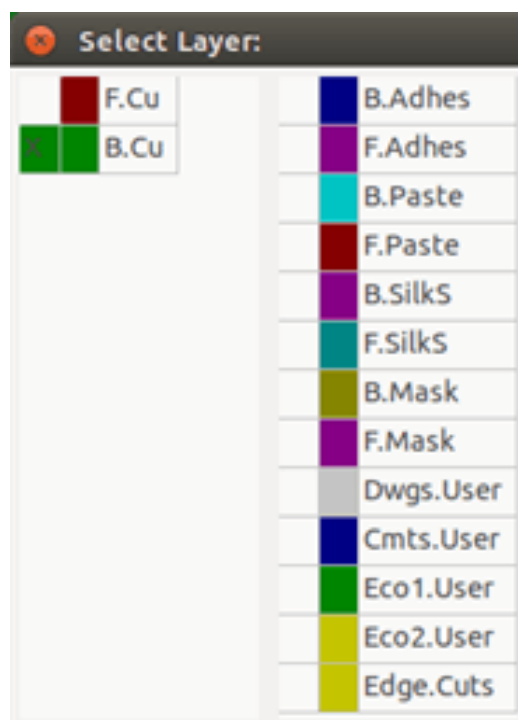 Select Layer:
F.Cu
X B.Cu
B.Adhes
F.Adhes
B.Paste
F.Paste
B.SilkS
F.SilkS
B.Mask
F.Mask
Dwgs.User
Cmts.User
Eco1.User
Eco2.User
Edge.Cuts